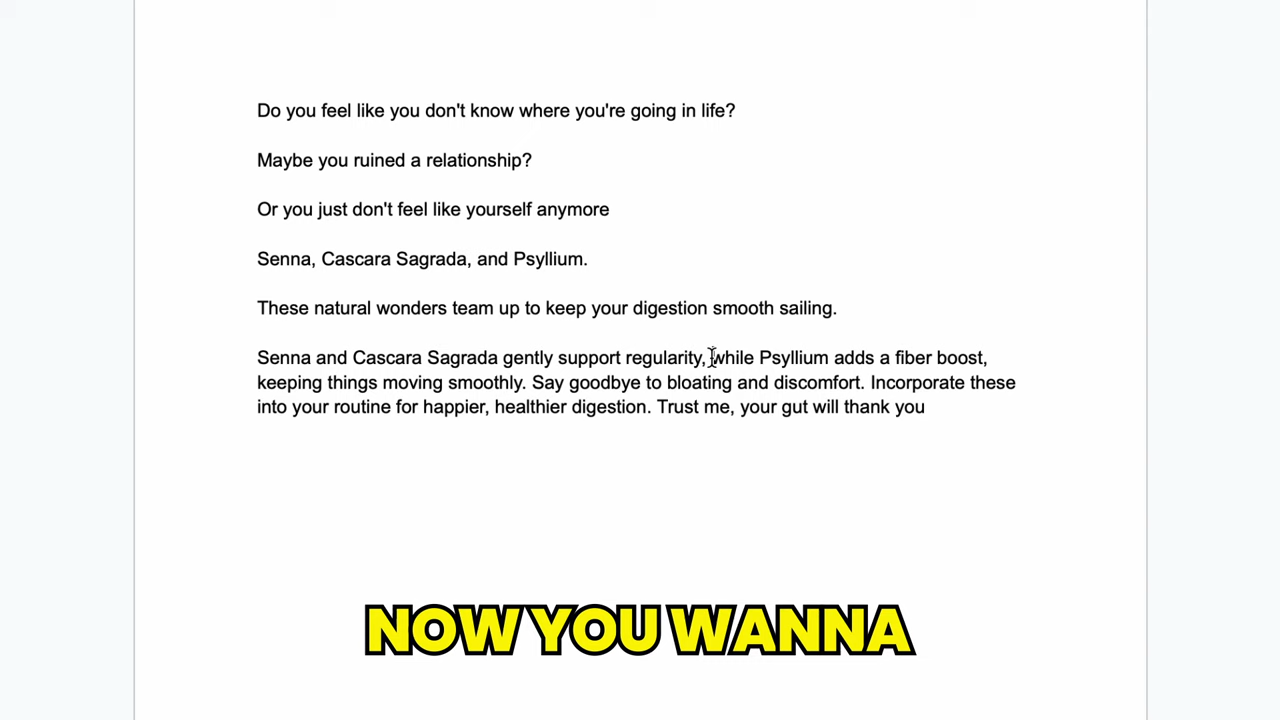 Do you feel like you don't know where you're going in life?
Maybe you ruined a relationship?
Or you just don't feel like yourself anymore
Senna, Cascara Sagrada, and Psyllium.
These natural wonders team up to keep your digestion smooth sailing.
Senna and Cascara Sagrada gently support regularity, while Psyllium adds a fiber boost,
keeping things moving smoothly. Say goodbye to bloating and discomfort. Incorporate these
into your routine for happier, healthier digestion. Trust me, your gut will thank you
NOW YOU WANNA